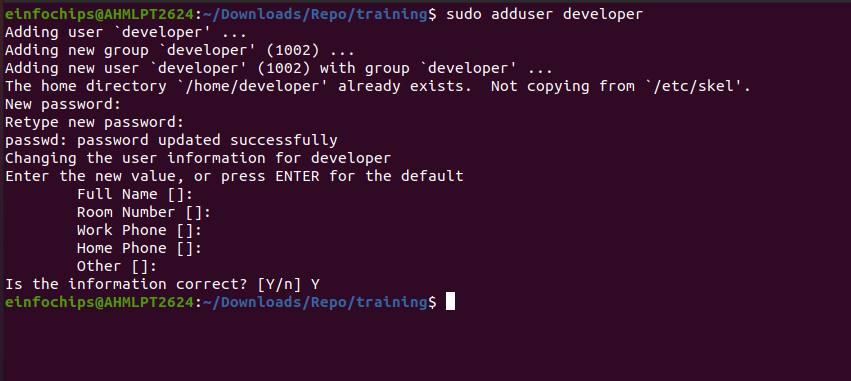 einfochips@AHMLPT2624:~/Downloads/Repo/training$ sudo adduser developer
Adding user `developer' ...
Adding new group `developer' (1002) ...
Adding new user `developer' (1002) with group `developer' ...
The home directory `/home/developer' already exists.  Not copying from `/etc/skel'.
New password:
Retype new password:
passwd: password updated successfully
Changing the user information for developer
Enter the new value, or press ENTER for the default
        Full Name []:
        Room Number []:
        Work Phone []:
        Home Phone []:
        Other []:
Is the information correct? [Y/n] Y
einfochips@AHMLPT2624:~/Downloads/Repo/training$